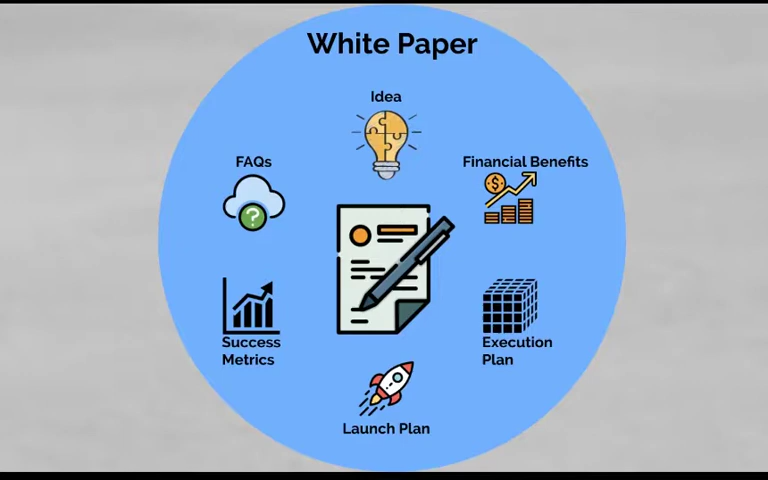 White Paper
Idea
FAQs
Financial Benefits
?
$
Success
Metrics
Execution
Plan
Launch Plan